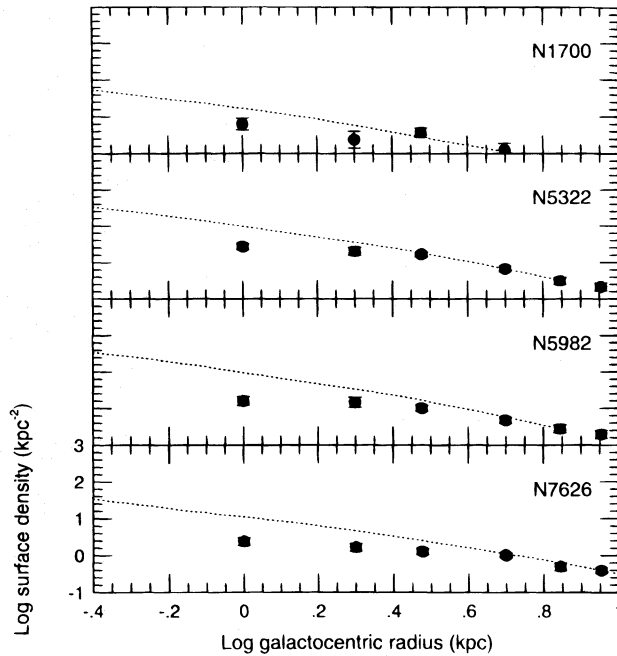 N1700
N5322
N5982
N7626
Log surface density (kpc-2)
3
2
1
0
-1
-.4 -.2 0 .2 .4 .6 .8 1
Log galactocentric radius (kpc)